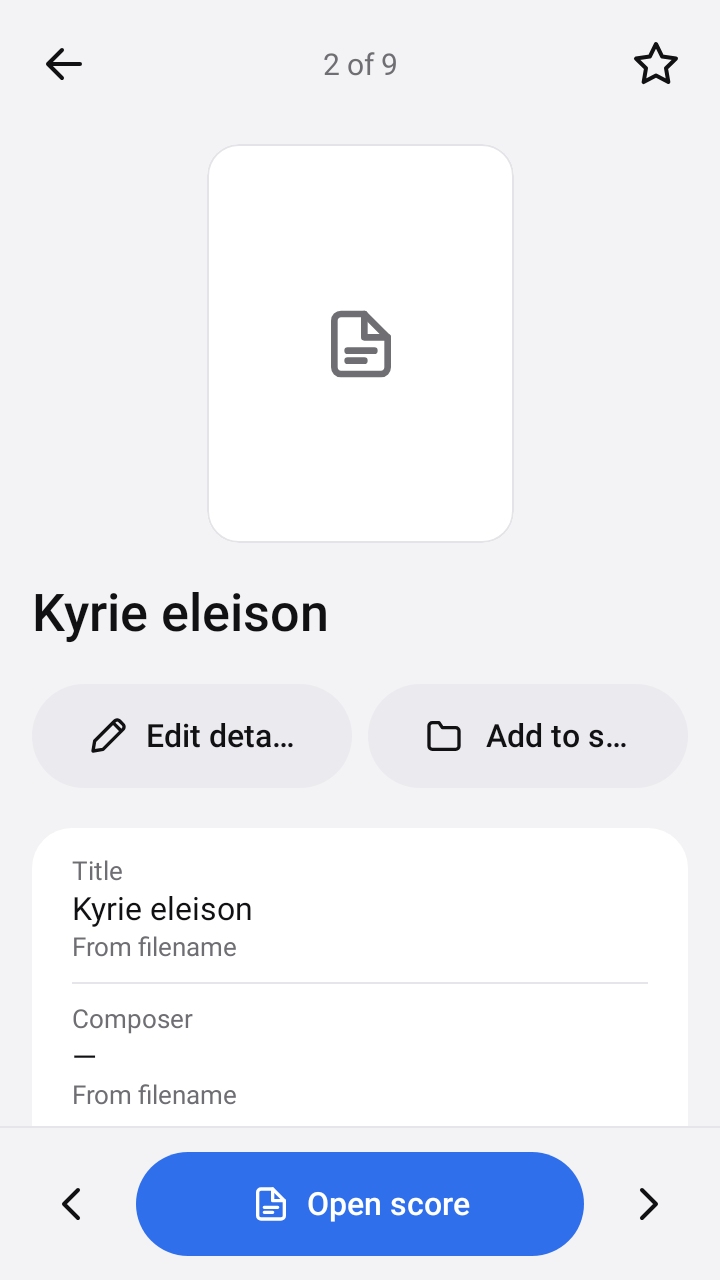 2 of 9
Kyrie eleison
Edit deta…
Add to s…
Title
Kyrie eleison
From filename
Composer
—
From filename
Open score